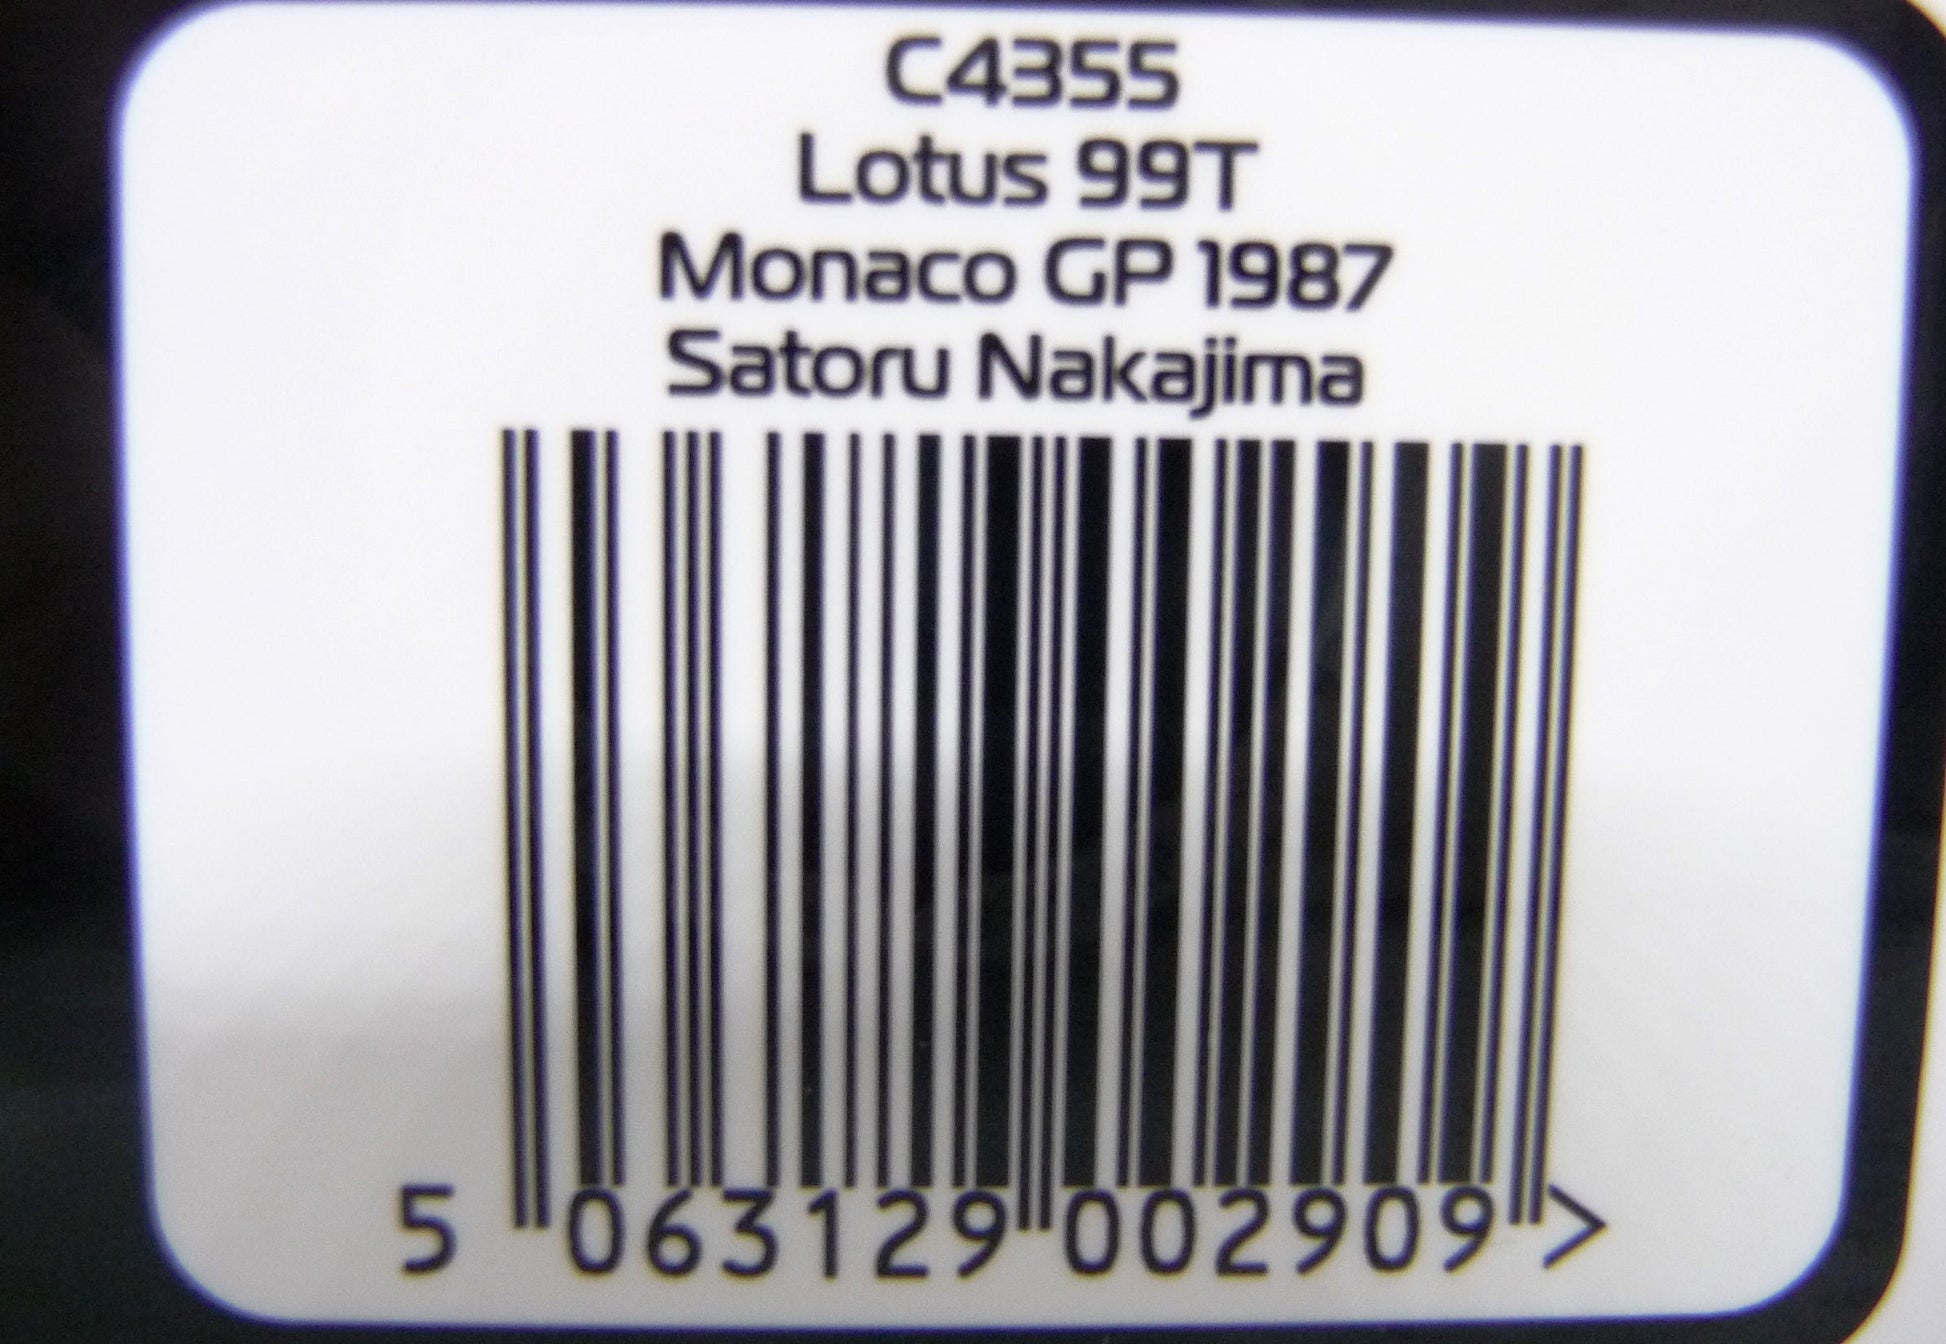 C4355
Lotus 99T
Monaco GP 1987
Satoru Nakajima
5 063129 002909 >